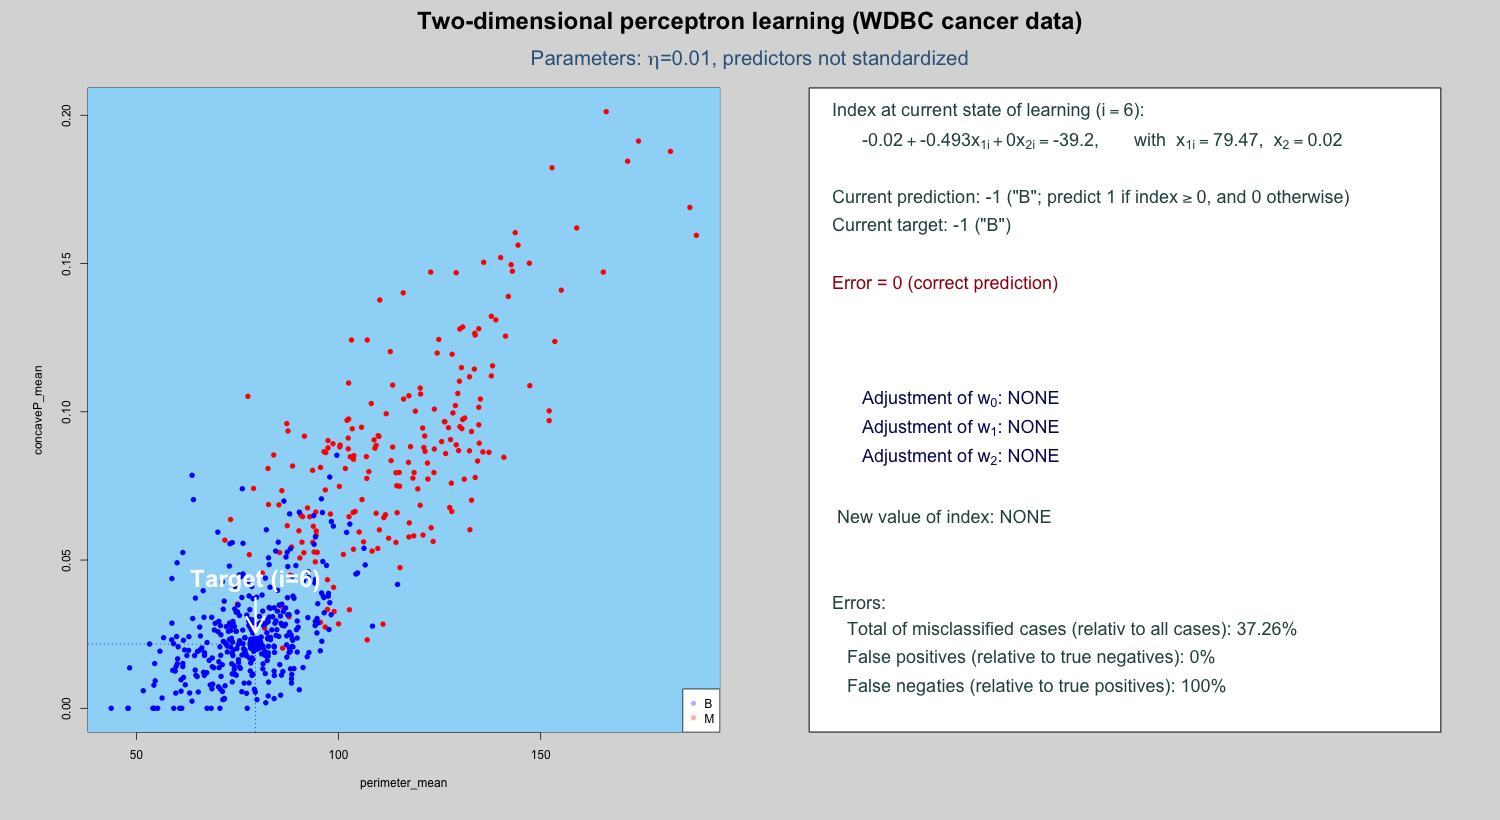 Two-dimensional perceptron learning (WDBC cancer data)
Parameters: η=0.01, predictors not standardized
0.20
0.15
0.10
0.05
0.00
concaveP_mean
Target (i=6)
B
M
50
100
150
perimeter_mean
Index at current state of learning (i = 6):
-0.02 + -0.493x1i + 0x2i = -39.2, with x1i = 79.47, x2 = 0.02
Current prediction: -1 ("B"; predict 1 if index ≥ 0, and 0 otherwise)
Current target: -1 ("B")
Error = 0 (correct prediction)
Adjustment of w0: NONE
Adjustment of w1: NONE
Adjustment of w2: NONE
New value of index: NONE
Errors:
Total of misclassified cases (relativ to all cases): 37.26%
False positives (relative to true negatives): 0%
False negaties (relative to true positives): 100%